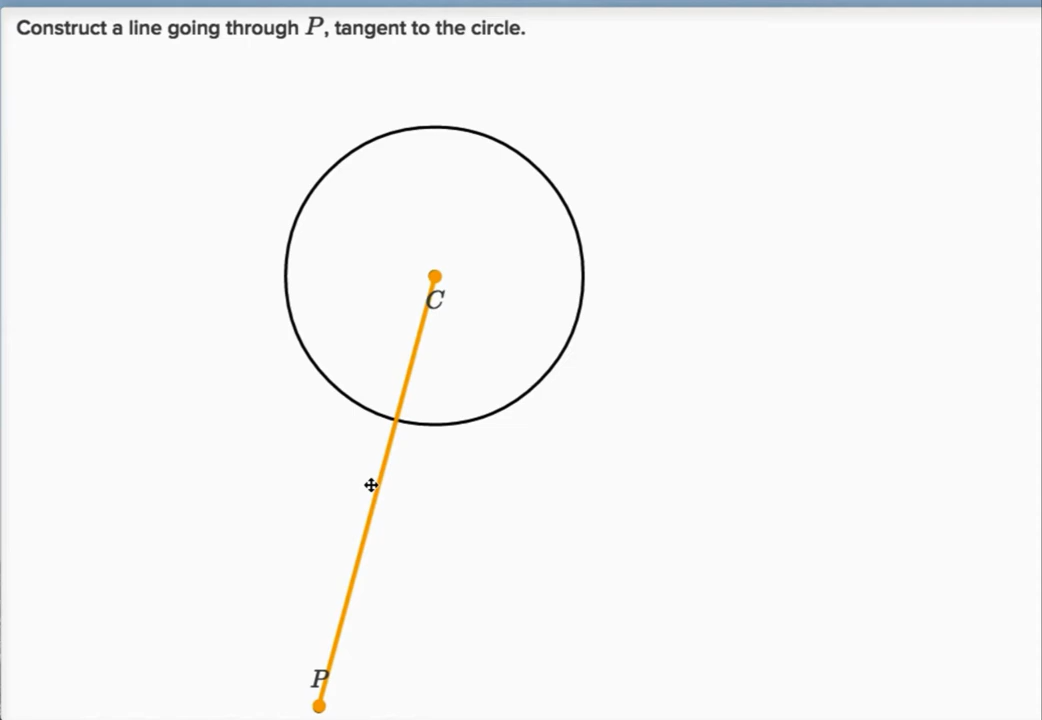 Construct a line going through P, tangent to the circle.
C
P